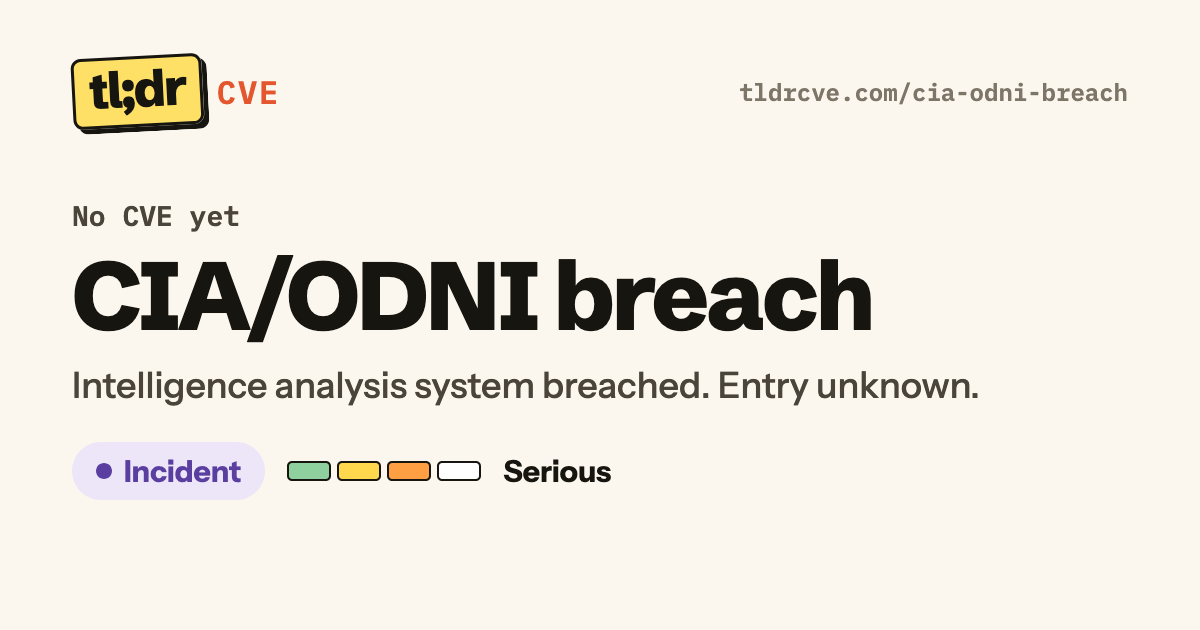 tl;dr CVE
tldrcve.com/cia-odni-breach
No CVE yet
CIA/ODNI breach
Intelligence analysis system breached. Entry unknown.
Incident
Serious